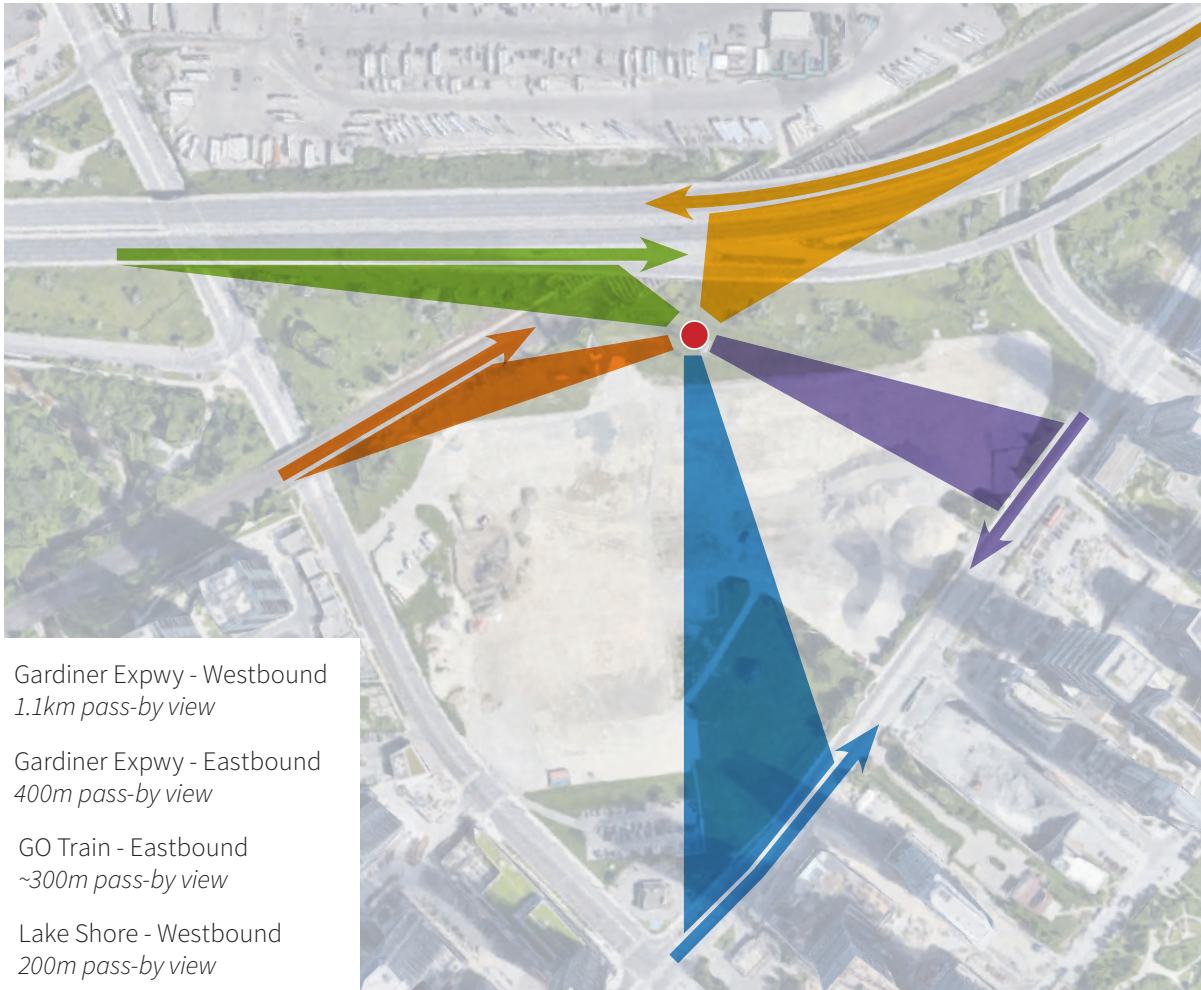 Gardiner Expwy - Westbound
1.1km pass-by view
Gardiner Expwy - Eastbound
400m pass-by view
GO Train - Eastbound
~300m pass-by view
Lake Shore - Westbound
200m pass-by view